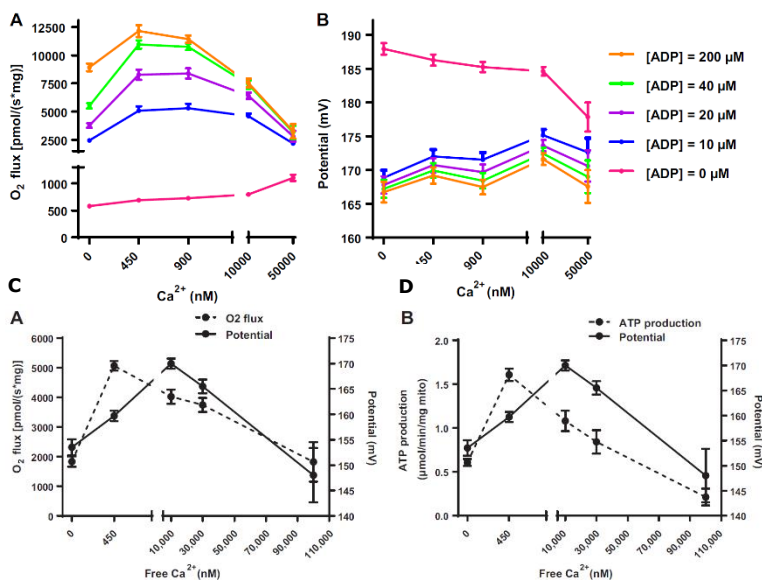 A
O₂ flux [pmol/(s*mg)]
12500
10000
7500
5000
2500
1000
500
0
0
450
900
10000
50000
Ca²⁺ (nM)
B
Potential (mV)
190
185
180
175
170
165
160
0
150
900
10000
50000
Ca²⁺ (nM)
[ADP] = 200 µM
[ADP] = 40 µM
[ADP] = 20 µM
[ADP] = 10 µM
[ADP] = 0 µM
C
A
O2 flux
Potential
O₂ flux [pmol/(s*mg)]
6000
5000
4000
3000
2000
1000
0
175
170
165
160
155
150
145
140
Potential (mV)
0
450
10,000
30,000
50,000
70,000
90,000
110,000
Free Ca²⁺(nM)
D
B
ATP production
Potential
ATP production
(µmol/min/mg mito)
2.0
1.5
1.0
0.5
0.0
175
170
165
160
155
150
145
140
Potential (mV)
0
450
10,000
30,000
50,000
70,000
90,000
110,000
Free Ca²⁺(nM)